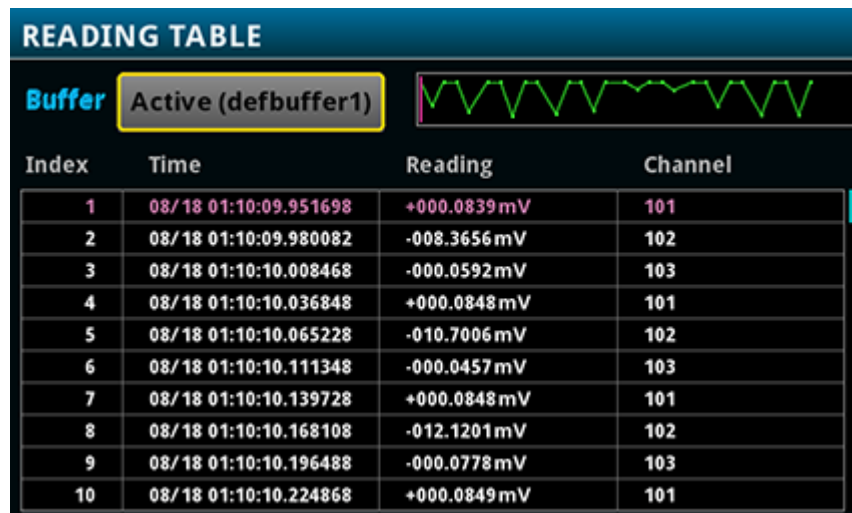 READING TABLE
Buffer Active (defbuffer1)
Index Time Reading Channel
1 08/18 01:10:09.951698 +000.0839mV 101
2 08/18 01:10:09.980082 -008.3656mV 102
3 08/18 01:10:10.008468 -000.0592mV 103
4 08/18 01:10:10.036848 +000.0848mV 101
5 08/18 01:10:10.065228 -010.7006mV 102
6 08/18 01:10:10.111348 -000.0457mV 103
7 08/18 01:10:10.139728 +000.0848mV 101
8 08/18 01:10:10.168108 -012.1201mV 102
9 08/18 01:10:10.196488 -000.0778mV 103
10 08/18 01:10:10.224868 +000.0849mV 101